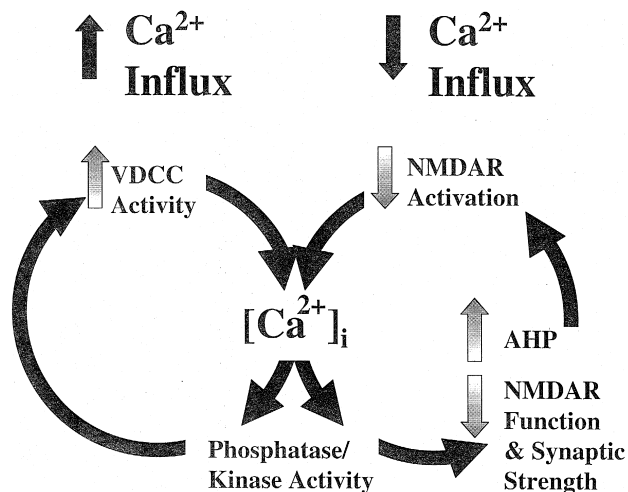 Ca²⁺
Influx
Ca²⁺
Influx
VDCC
Activity
NMDAR
Activation
[Ca²⁺]ᵢ
AHP
NMDAR
Function
& Synaptic
Strength
Phosphatase/
Kinase Activity